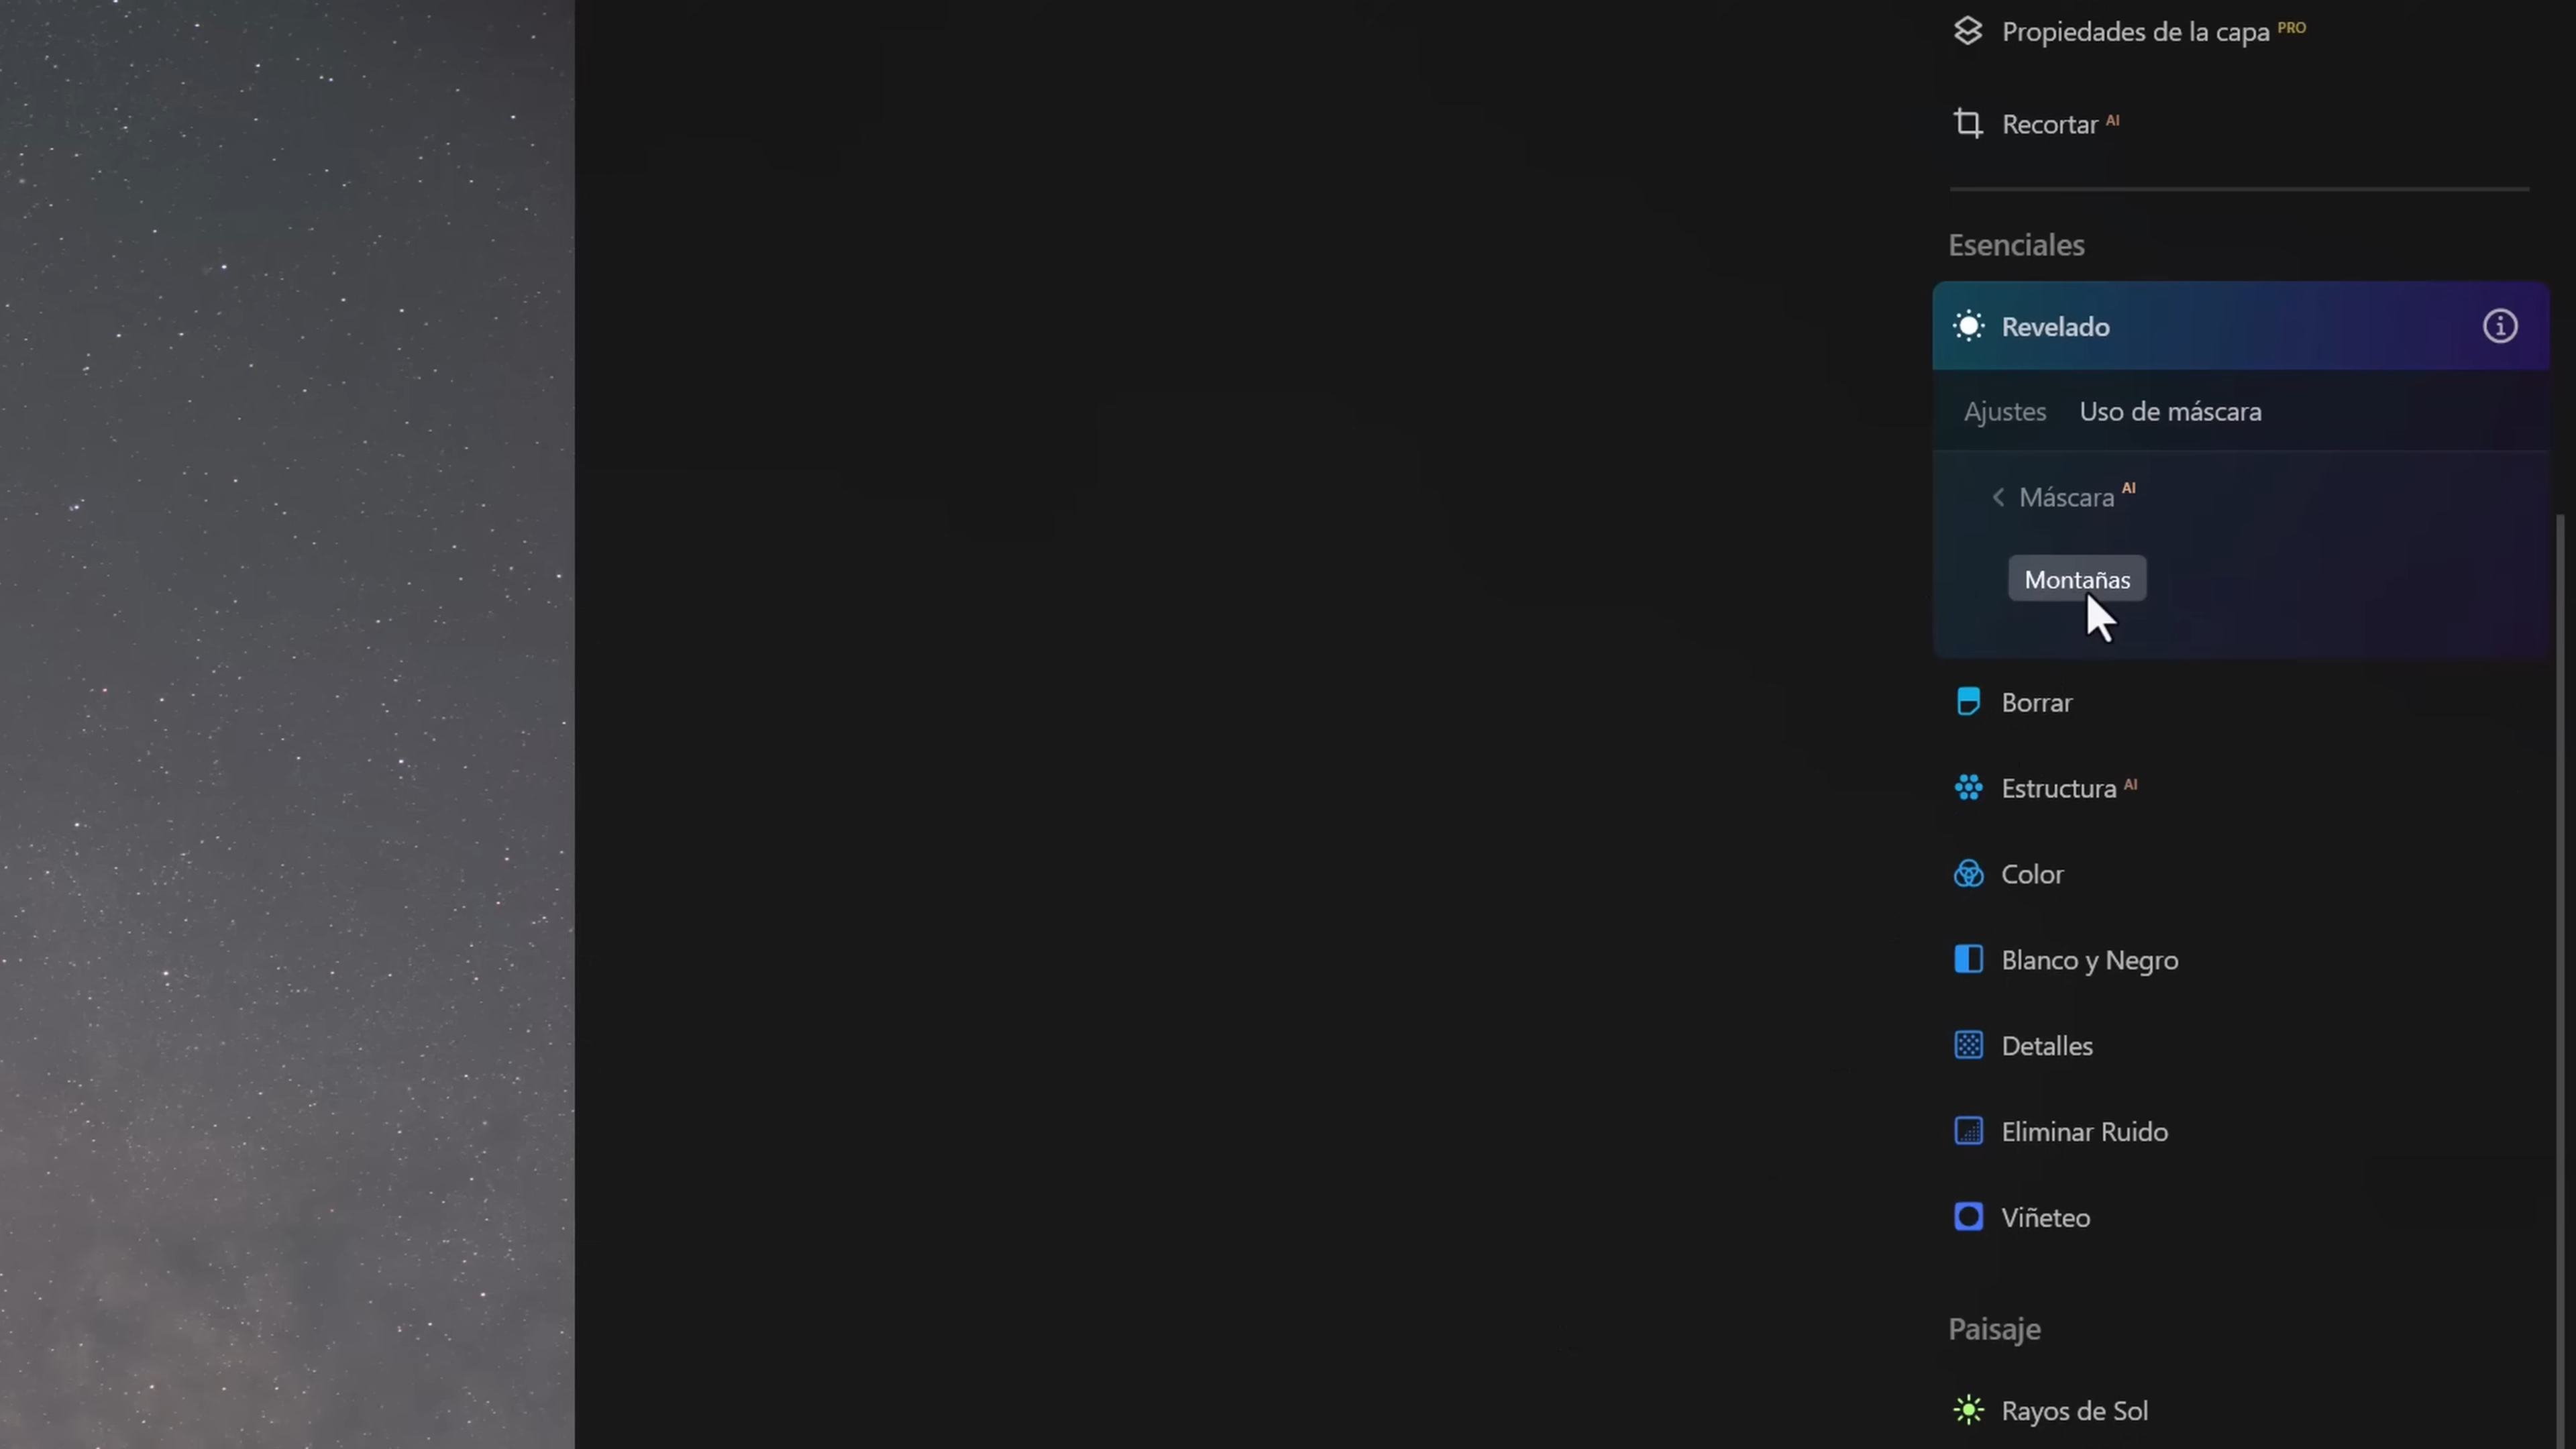 Propiedades de la capa PRO
Recortar AI
Esenciales
Revelado
Ajustes Uso de máscara
Máscara AI
Montañas
Borrar
Estructura AI
Color
Blanco y Negro
Detalles
Eliminar Ruido
Viñeteo
Paisaje
Rayos de Sol